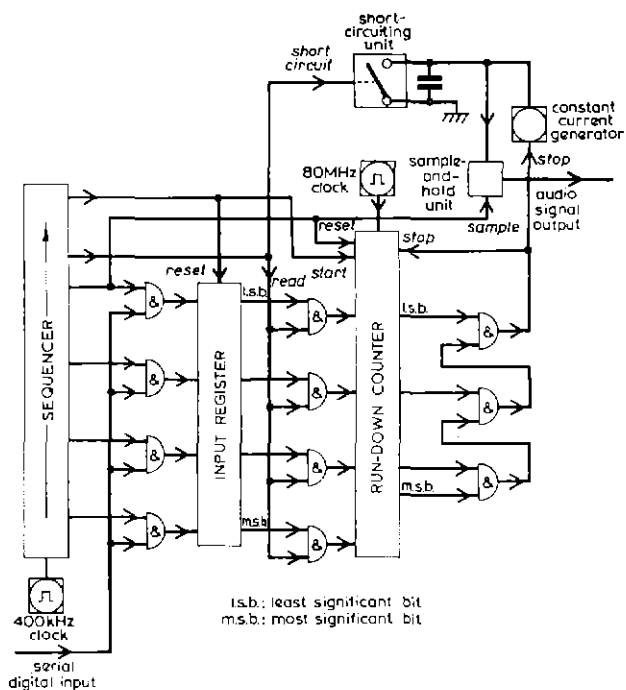 short-
circuiting
unit
short
circuit
constant
current
generator
80MHz
clock
sample-
and-
hold unit
stop
audio
signal
output
sample
reset
stop
reset
read
start
l.s.b.
l.s.b.
&
&
&
SEQUENCER
INPUT REGISTER
RUN-DOWN COUNTER
&
&
&
&
&
m.s.b.
&
m.s.b.
&
&
400kHz
clock
l.s.b.: least significant bit
m.s.b.: most significant bit
serial
digital input